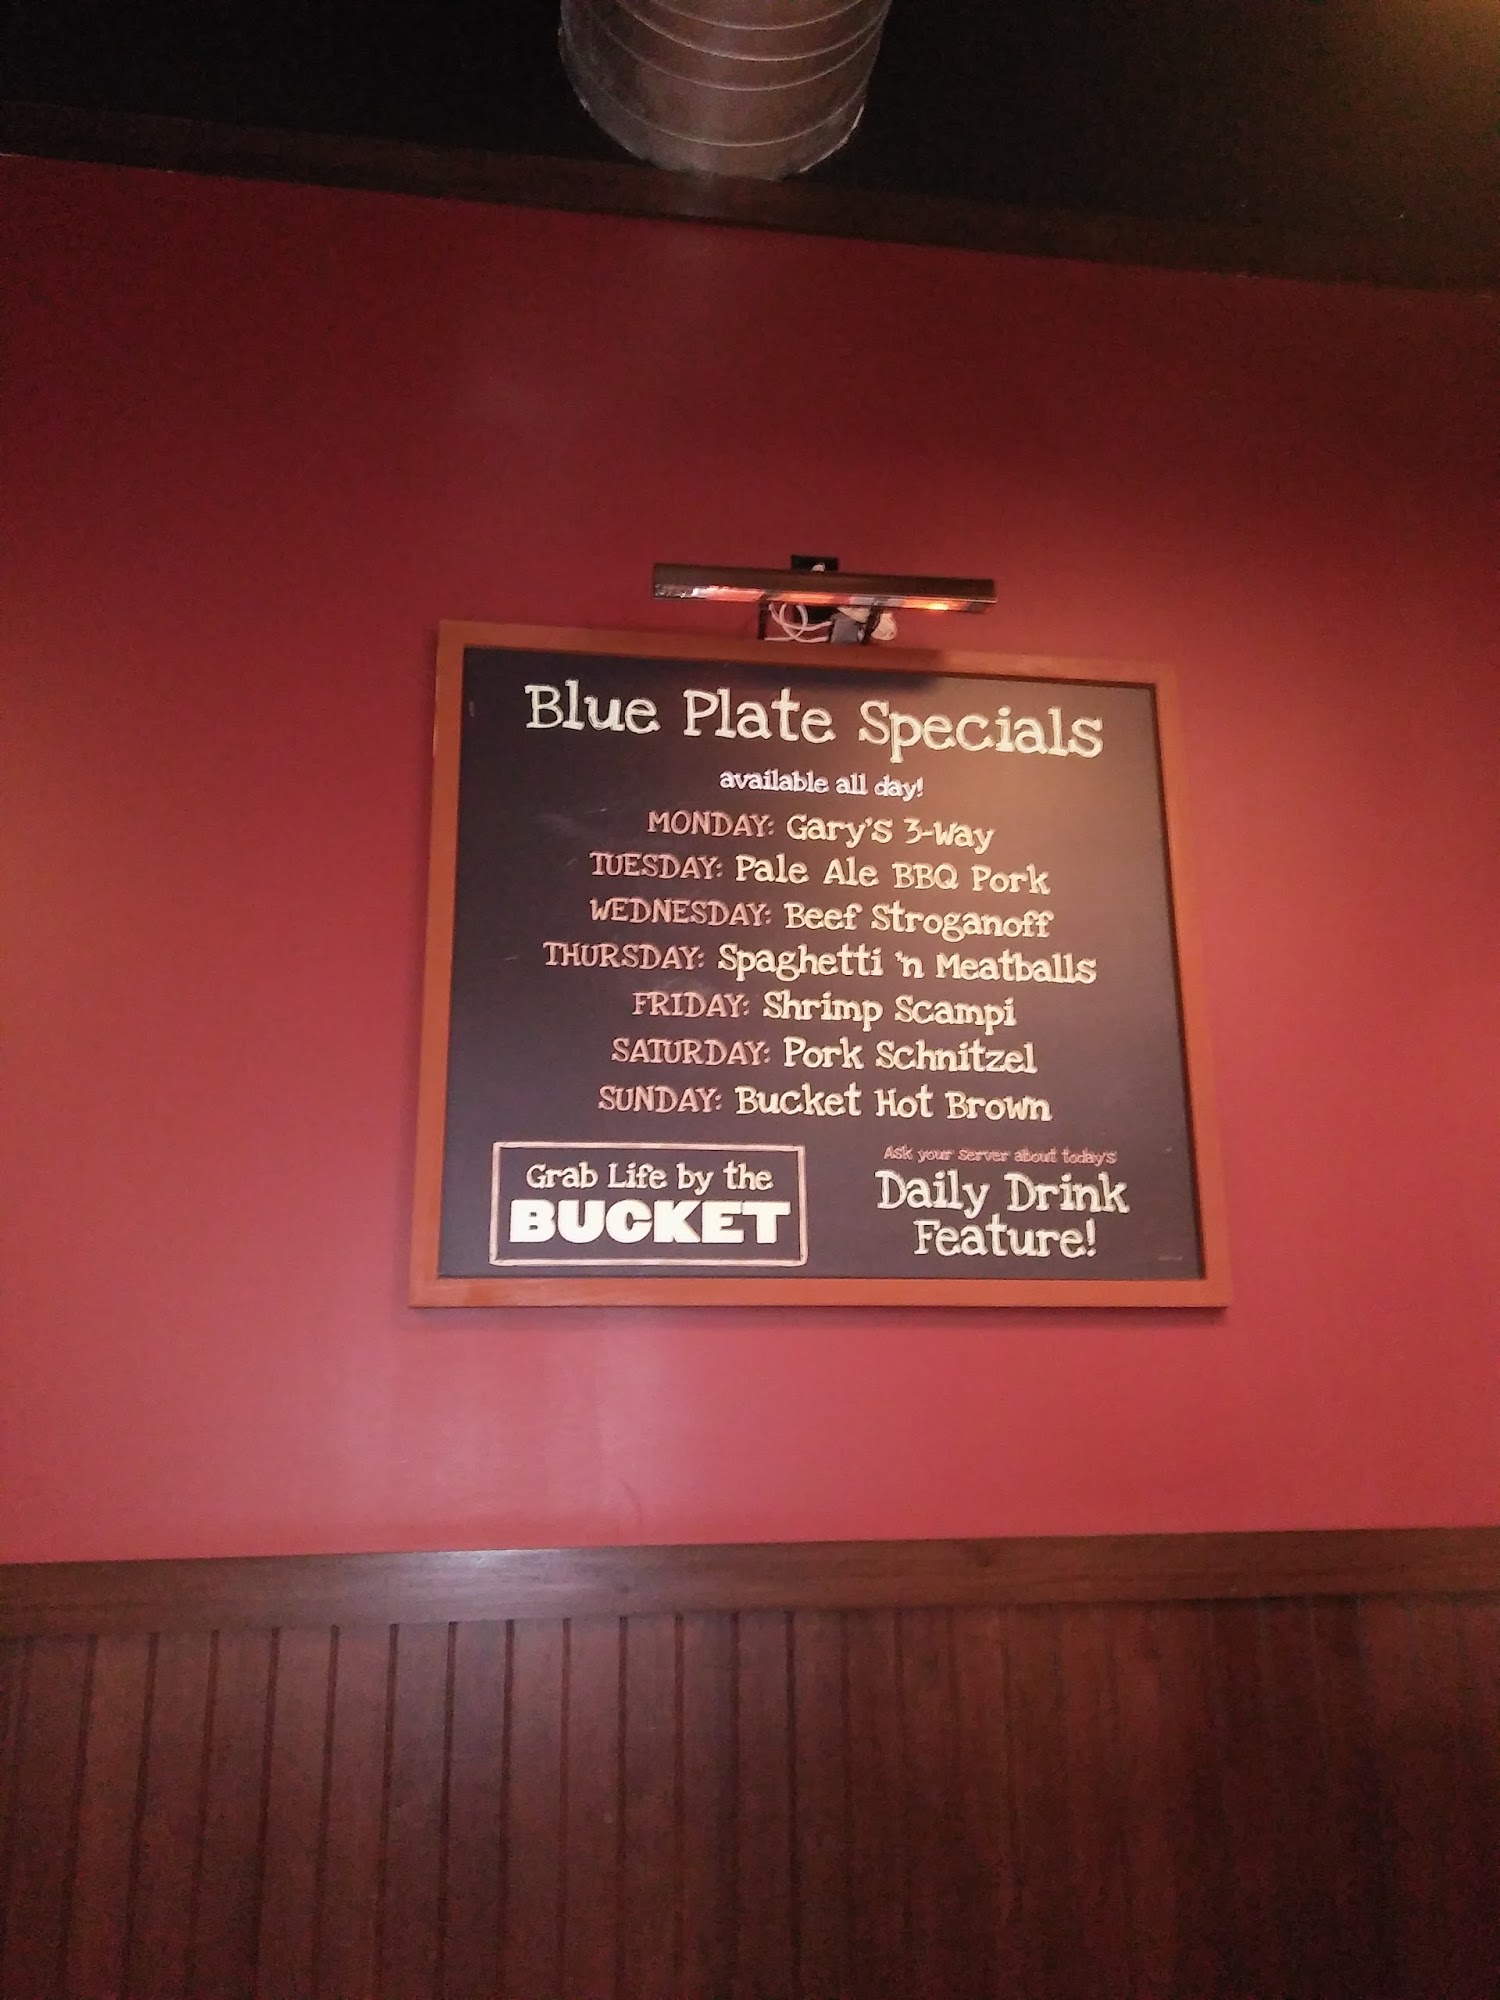 Blue Plate Specials
available all day!
MONDAY: Gary's 3-Way
TUESDAY: Pale Ale BBQ Pork
WEDNESDAY: Beef Stroganoff
THURSDAY: Spaghetti 'n Meatballs
FRIDAY: Shrimp Scampi
SATURDAY: Pork Schnitzel
SUNDAY: Bucket Hot Brown
Grab Life by the
BUCKET
Ask your server about today's
Daily Drink
Feature!